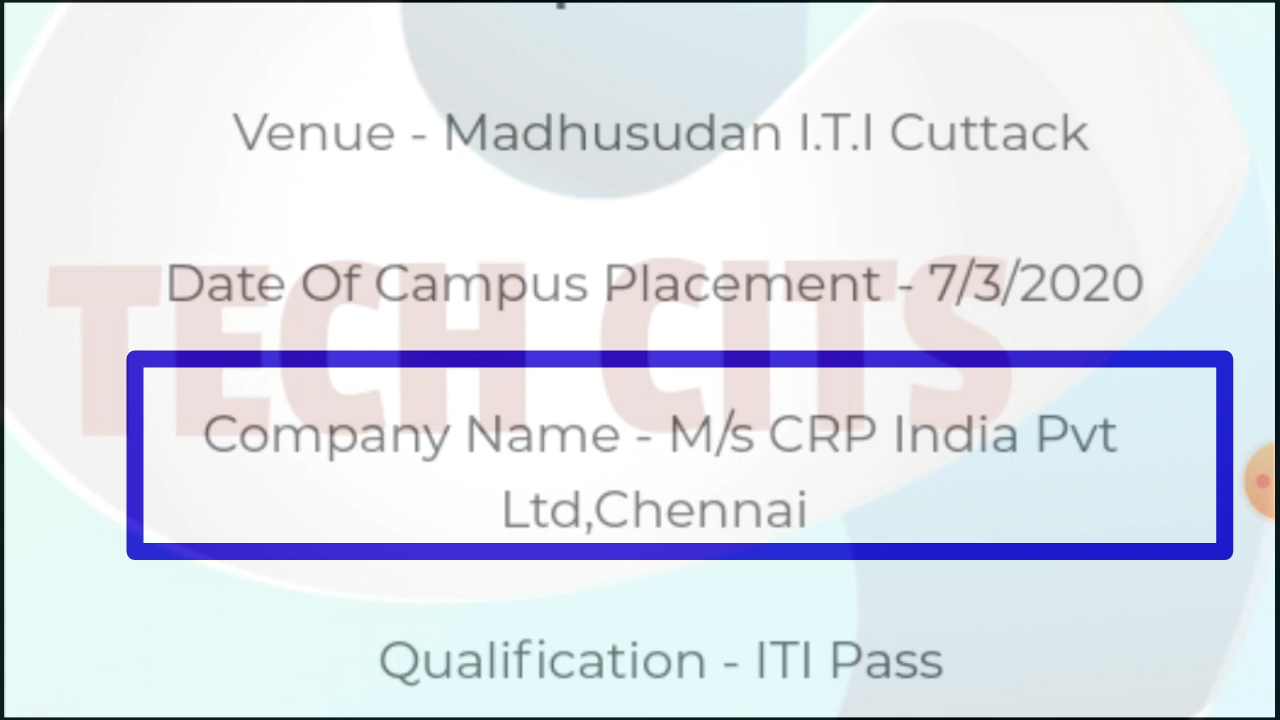 Venue - Madhusudan I.T.I Cuttack
Date Of Campus Placement - 7/3/2020
TECH CITS
Company Name - M/s CRP India Pvt
Ltd,Chennai
Qualification - ITI Pass